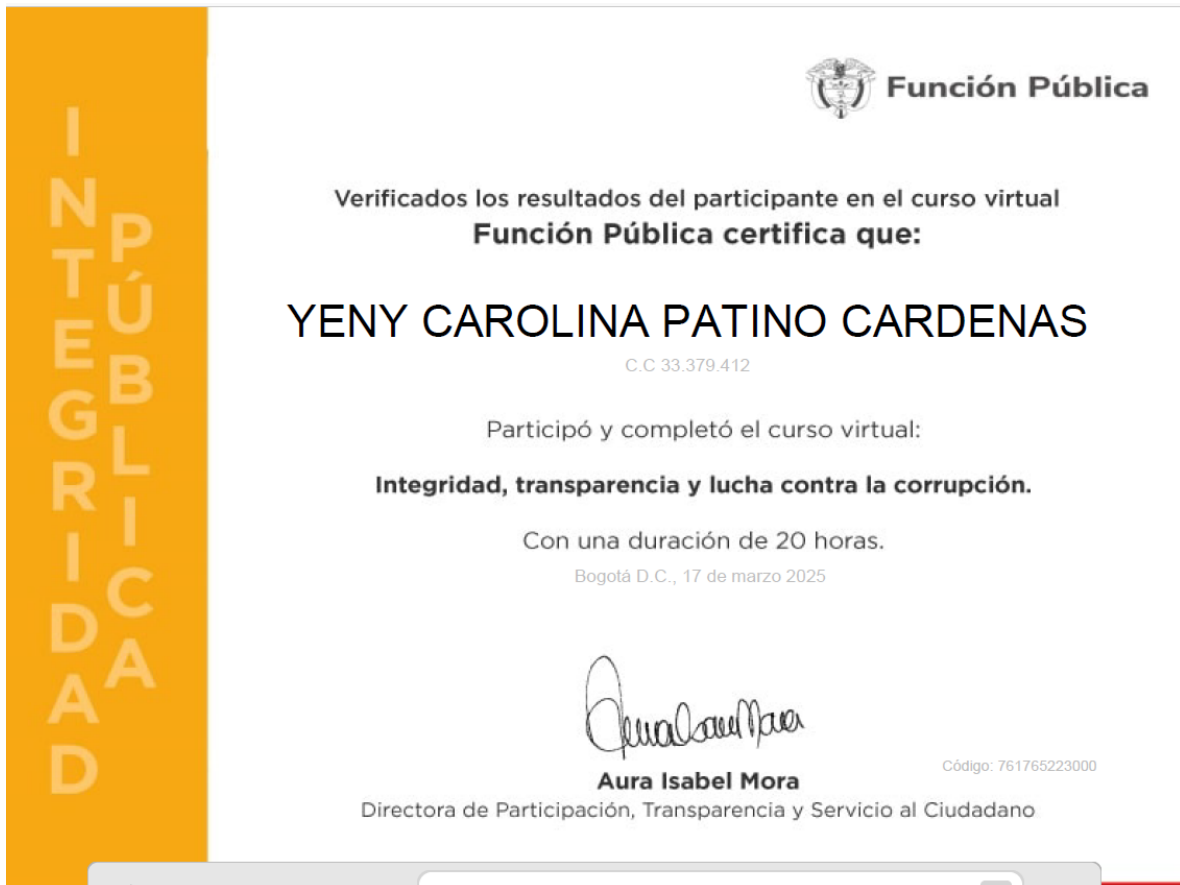 INTEGRIDAD
PÚBLICA
Función Pública
Verificados los resultados del participante en el curso virtual
Función Pública certifica que:
YENY CAROLINA PATINO CARDENAS
C.C 33.379.412
Participó y completó el curso virtual:
Integridad, transparencia y lucha contra la corrupción.
Con una duración de 20 horas.
Bogotá D.C., 17 de marzo 2025
Aura Isabel Mora
Código: 761765223000
Directora de Participación, Transparencia y Servicio al Ciudadano